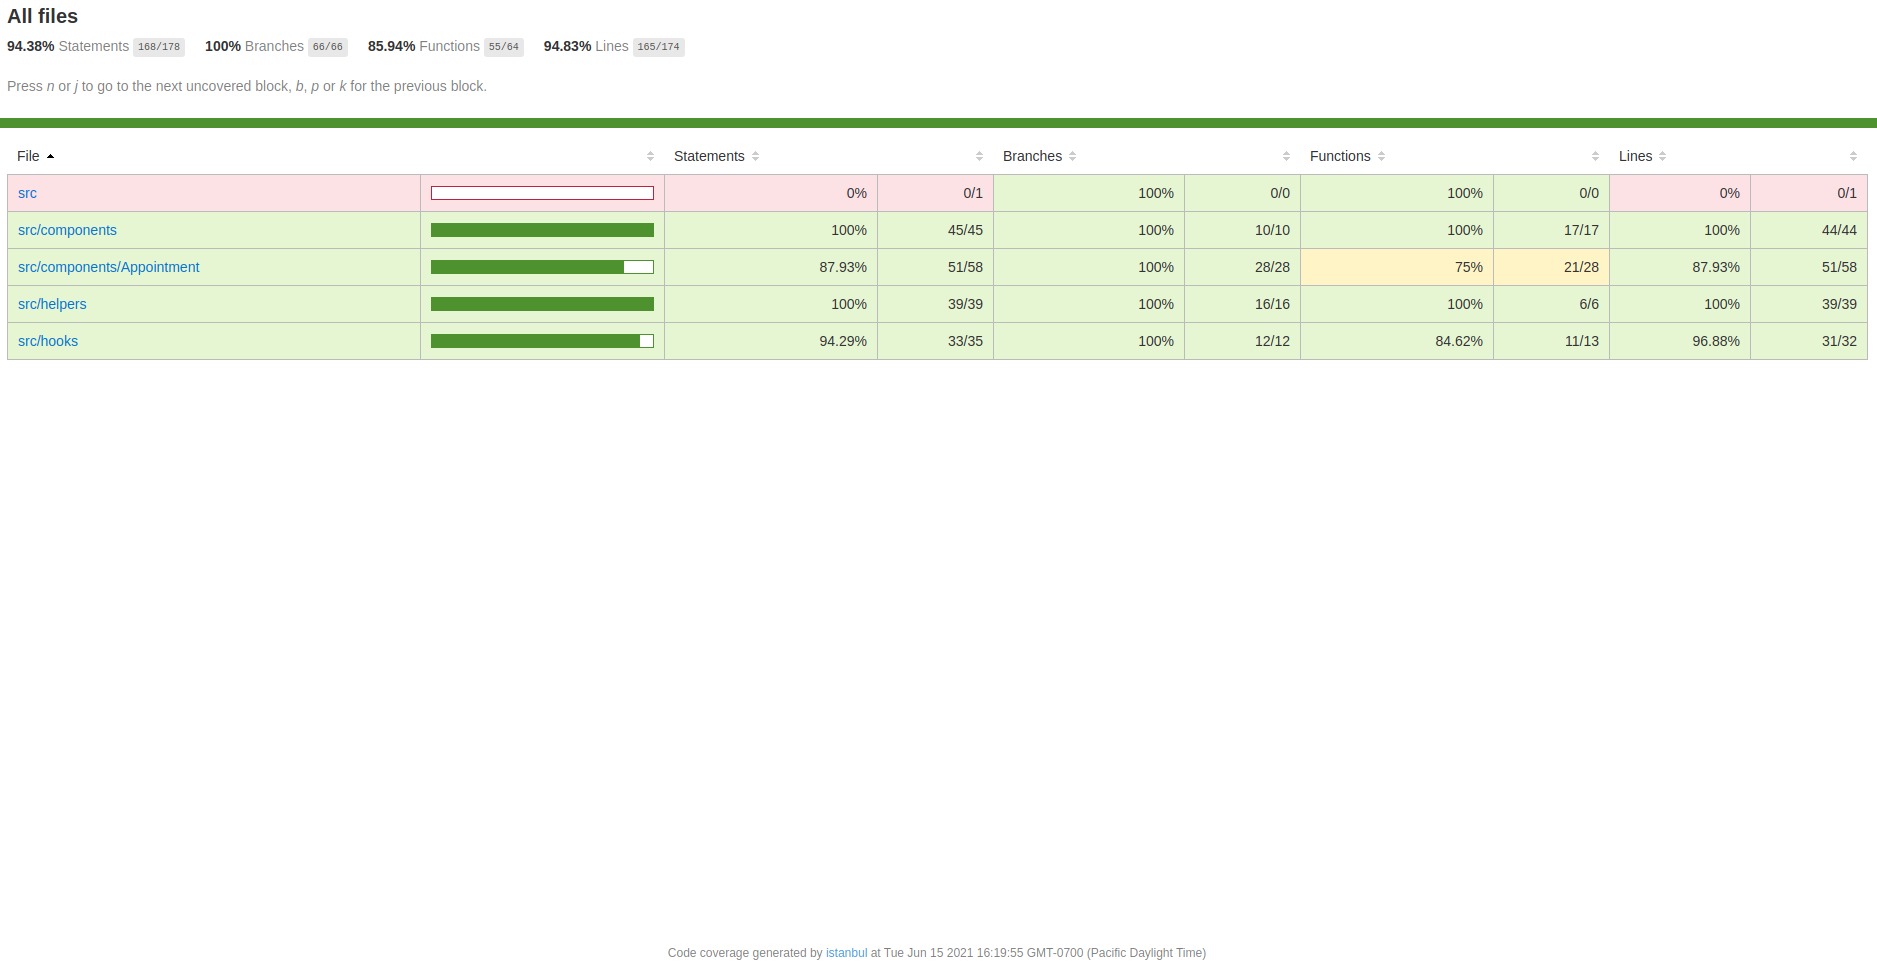 All files
94.38% Statements 168/178 100% Branches 66/66 85.94% Functions 55/64 94.83% Lines 165/174
Press n or j to go to the next uncovered block, b, p or k for the previous block.
File Statements Branches Functions Lines
src 0% 0/1 100% 0/0 100% 0/0 0% 0/1
src/components 100% 45/45 100% 10/10 100% 17/17 100% 44/44
src/components/Appointment 87.93% 51/58 100% 28/28 75% 21/28 87.93% 51/58
src/helpers 100% 39/39 100% 16/16 100% 6/6 100% 39/39
src/hooks 94.29% 33/35 100% 12/12 84.62% 11/13 96.88% 31/32
Code coverage generated by istanbul at Tue Jun 15 2021 16:19:55 GMT-0700 (Pacific Daylight Time)